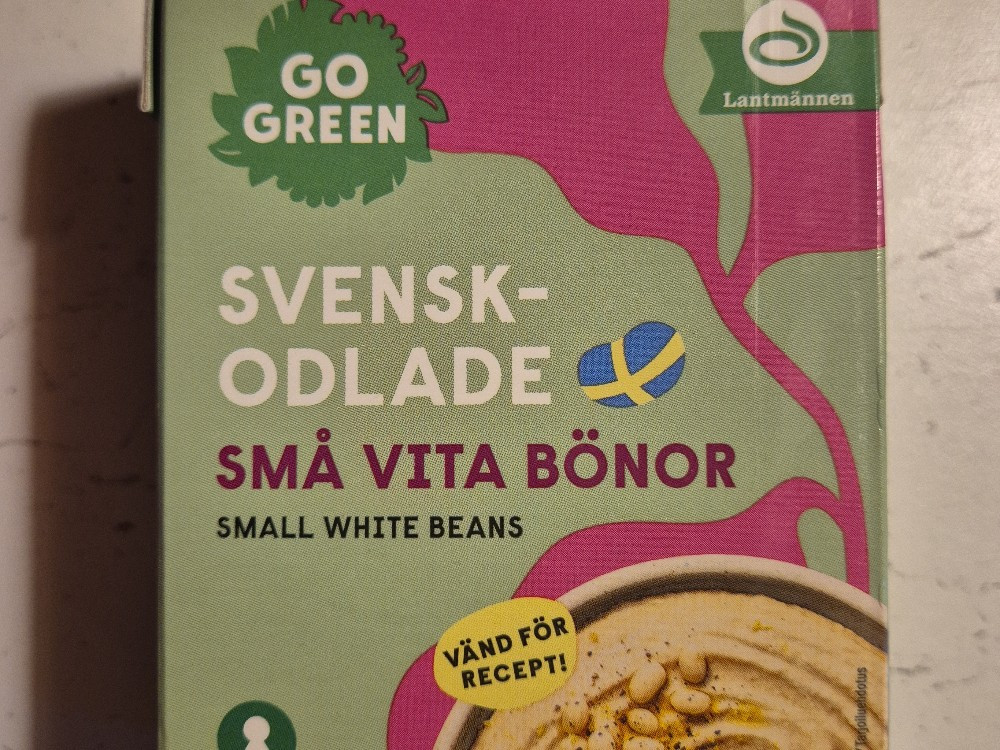 GO
GREEN
Lantmännen
SVENSK-
ODLADE
SMÅ VITA BÖNOR
SMALL WHITE BEANS
VÄND FÖR
RECEPT!